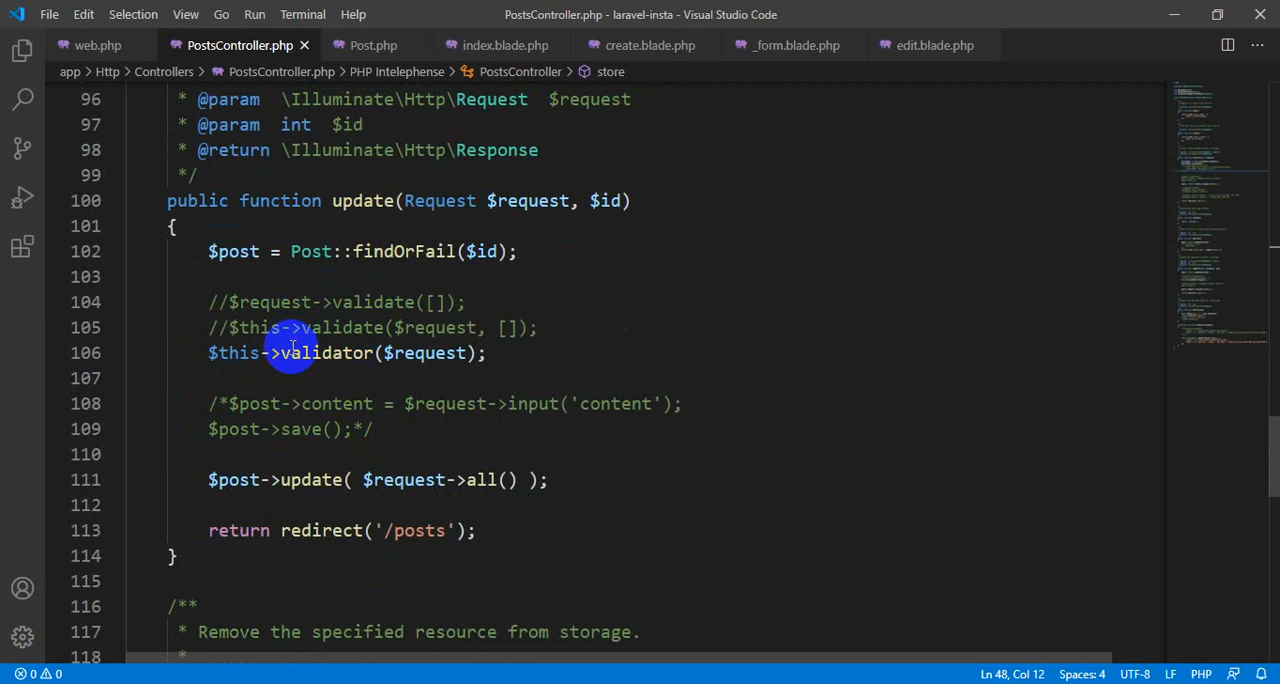 File Edit Selection View Go Run Terminal Help PostsController.php - laravel-insta - Visual Studio Code
web.php PostsController.php Post.php index.blade.php create.blade.php _form.blade.php edit.blade.php
app > Http > Controllers > PostsController.php > PHP Intelephense > PostsController > store
96 * @param \Illuminate\Http\Request $request
97 * @param int $id
98 * @return \Illuminate\Http\Response
99 */
100 public function update(Request $request, $id)
101 {
102 $post = Post::findOrFail($id);
103
104 //$request->validate([]);
105 //$this->validate($request, []);
106 $this->validator($request);
107
108 /*$post->content = $request->input('content');
109 $post->save();*/
110
111 $post->update( $request->all() );
112
113 return redirect('/posts');
114 }
115
116 /**
117 * Remove the specified resource from storage.
118 *
0 0 Ln 48, Col 12 Spaces: 4 UTF-8 LF PHP